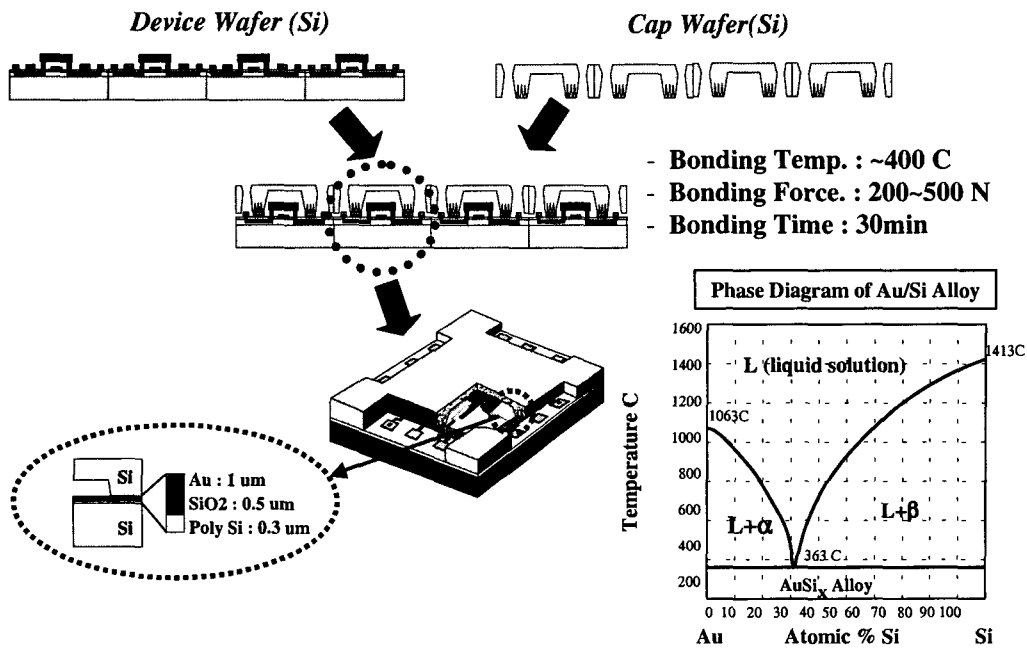 Device Wafer (Si)
Cap Wafer(Si)
- Bonding Temp. : ~400 C
- Bonding Force. : 200~500 N
- Bonding Time : 30min
Phase Diagram of Au/Si Alloy
1600
1400
1200
1000
800
600
400
200
Temperature C
L (liquid solution)
1413C
1063C
L+α
L+β
363 C
AuSix Alloy
0 10 20 30 40 50 60 70 80 90 100
Au Atomic % Si Si
Si
Si
Au : 1 um
SiO2 : 0.5 um
Poly Si : 0.3 um